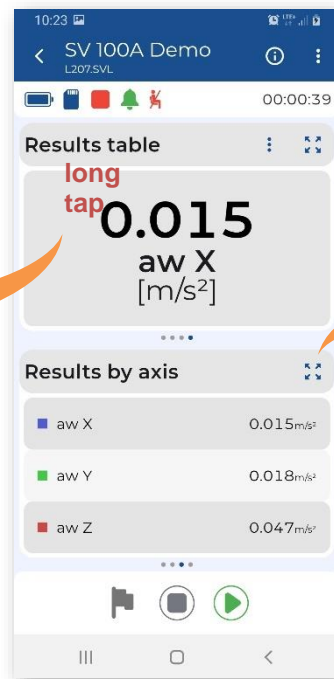 10:23
SV 100A Demo
L207.SVL
00:00:39
Results table
long
tap
0.015
aw X
[m/s²]
Results by axis
aw X 0.015m/s²
aw Y 0.018m/s²
aw Z 0.047m/s²